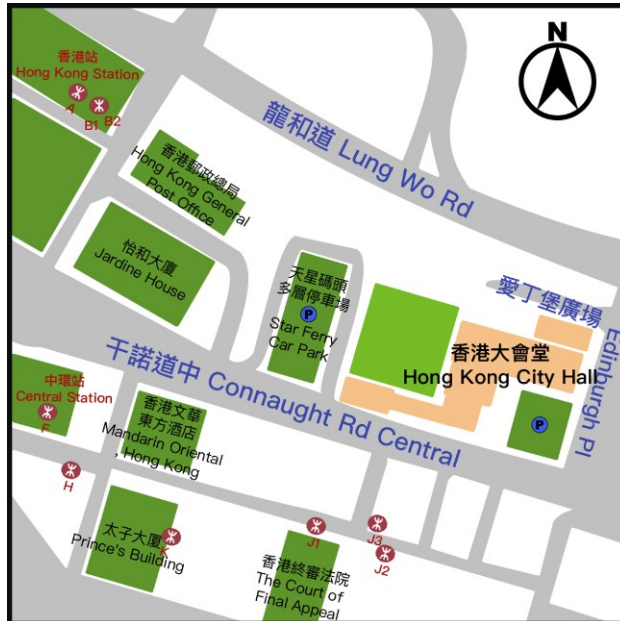 香港站
Hong Kong Station
A
B1
B2
N
龍和道 Lung Wo Rd
香港郵政總局
Hong Kong General
Post Office
怡和大廈
Jardine House
天星碼頭
多層停車場
P
Star Ferry
Car Park
愛丁堡廣場
Edinburgh Pl
香港大會堂
Hong Kong City Hall
P
干諾道中 Connaught Rd Central
中環站
Central Station
F
香港文華
東方酒店
Mandarin Oriental
, Hong Kong
H
太子大廈
Prince's Building
K
J1
J3
J2
香港終審法院
The Court of
Final Appeal